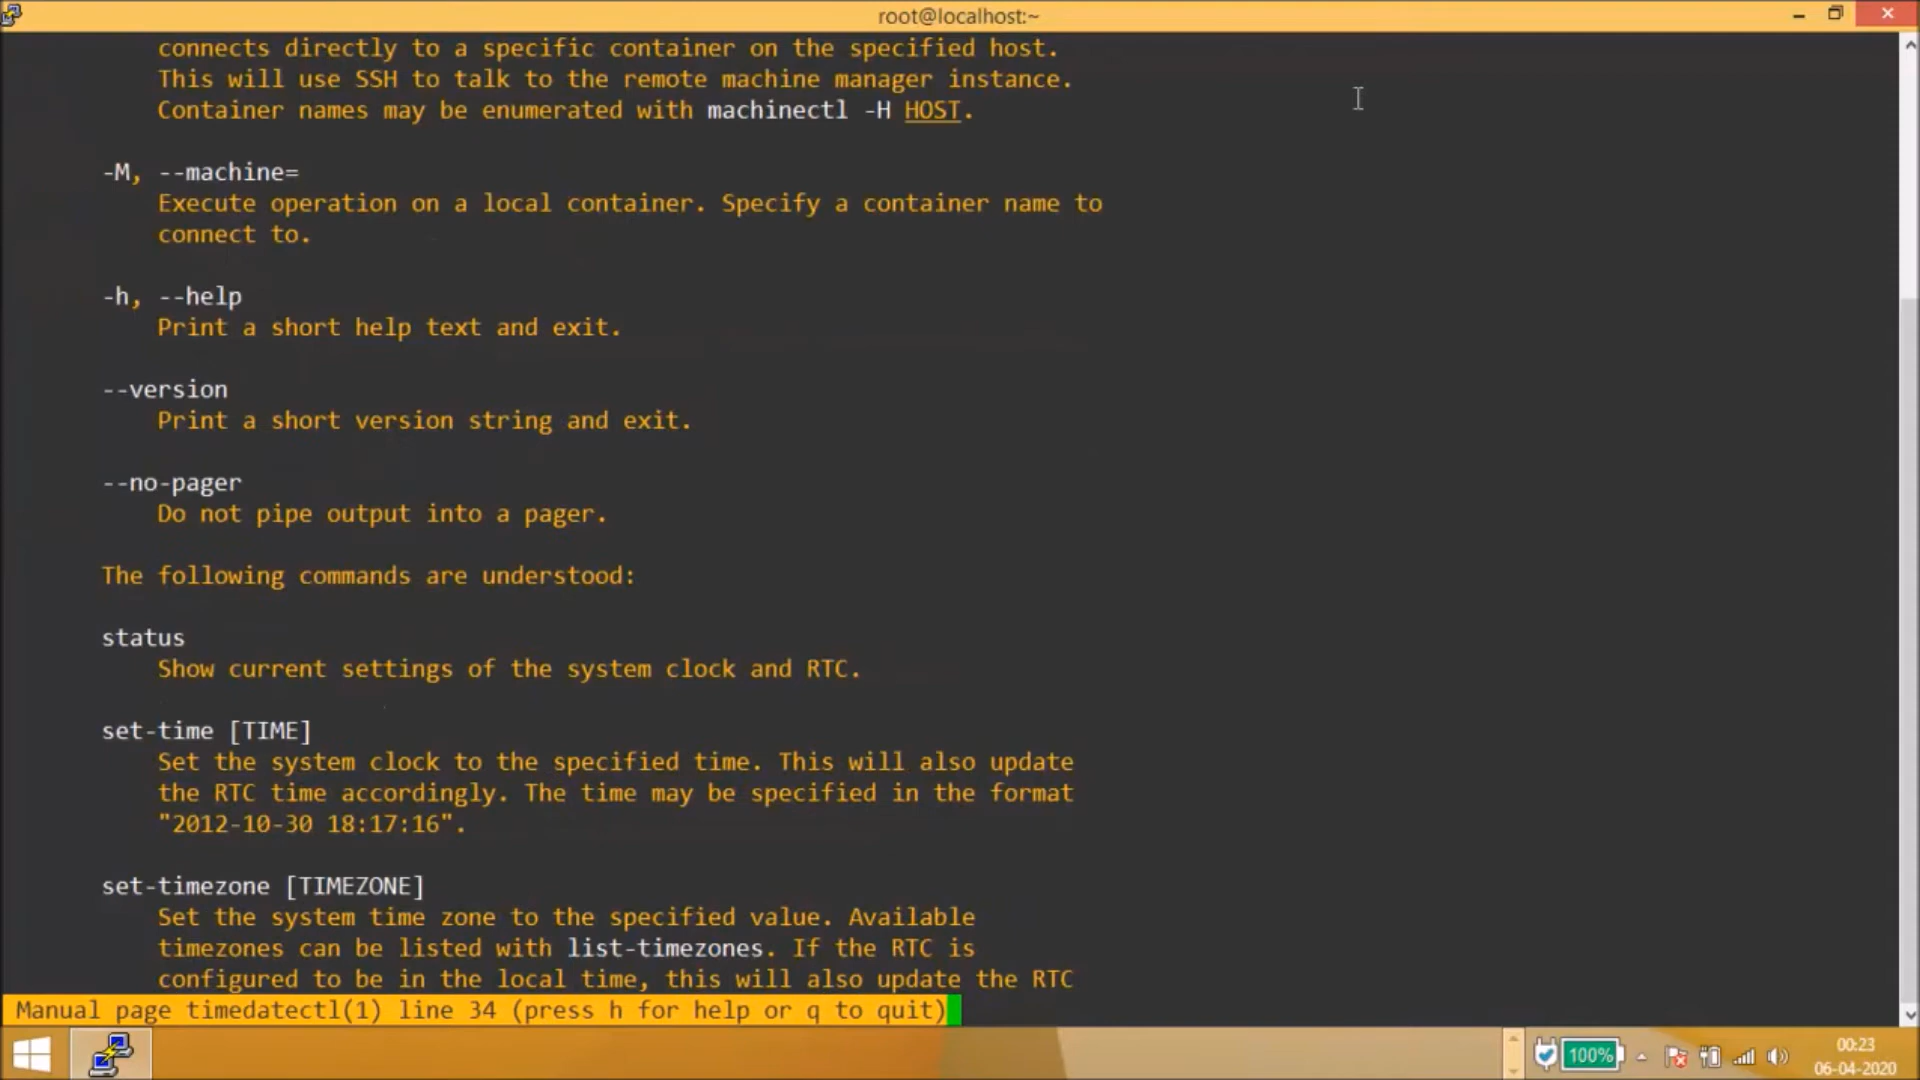 root@localhost:~
connects directly to a specific container on the specified host.
This will use SSH to talk to the remote machine manager instance.
Container names may be enumerated with machinectl -H HOST.
-M, --machine=
Execute operation on a local container. Specify a container name to
connect to.
-h, --help
Print a short help text and exit.
--version
Print a short version string and exit.
--no-pager
Do not pipe output into a pager.
The following commands are understood:
status
Show current settings of the system clock and RTC.
set-time [TIME]
Set the system clock to the specified time. This will also update
the RTC time accordingly. The time may be specified in the format
"2012-10-30 18:17:16".
set-timezone [TIMEZONE]
Set the system time zone to the specified value. Available
timezones can be listed with list-timezones. If the RTC is
configured to be in the local time, this will also update the RTC
Manual page timedatectl(1) line 34 (press h for help or q to quit)
100%
00:23
06-04-2020